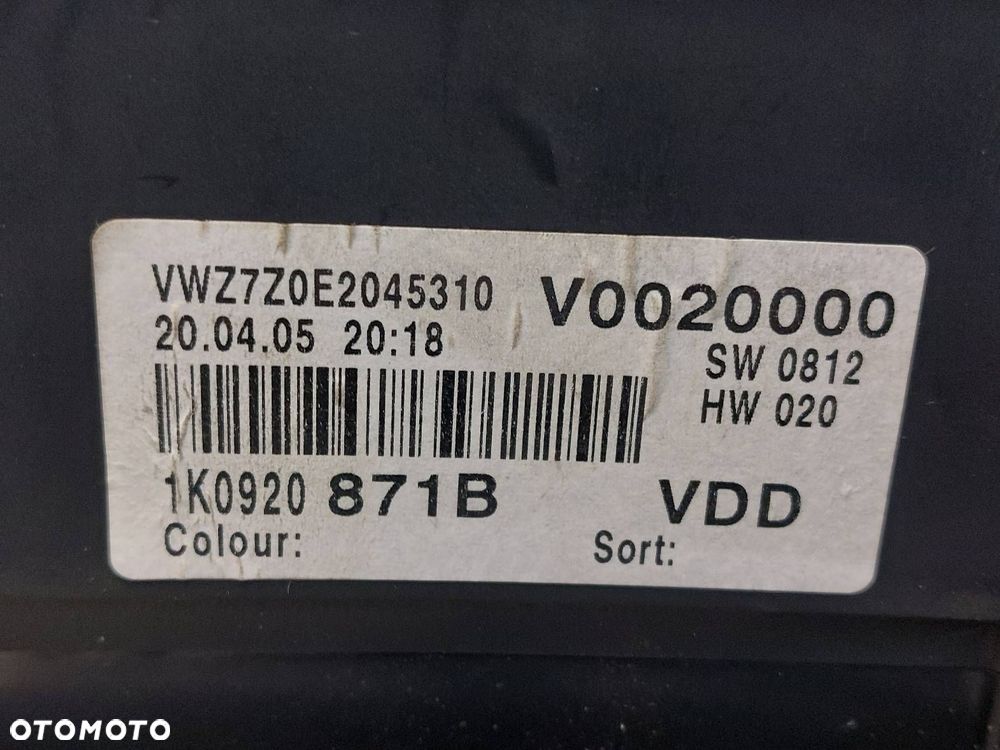 VWZ7Z0E2045310 V0020000
20.04.05 20:18 SW 0812
HW 020
1K0920 871B VDD
Colour: Sort:
OTOMOTO